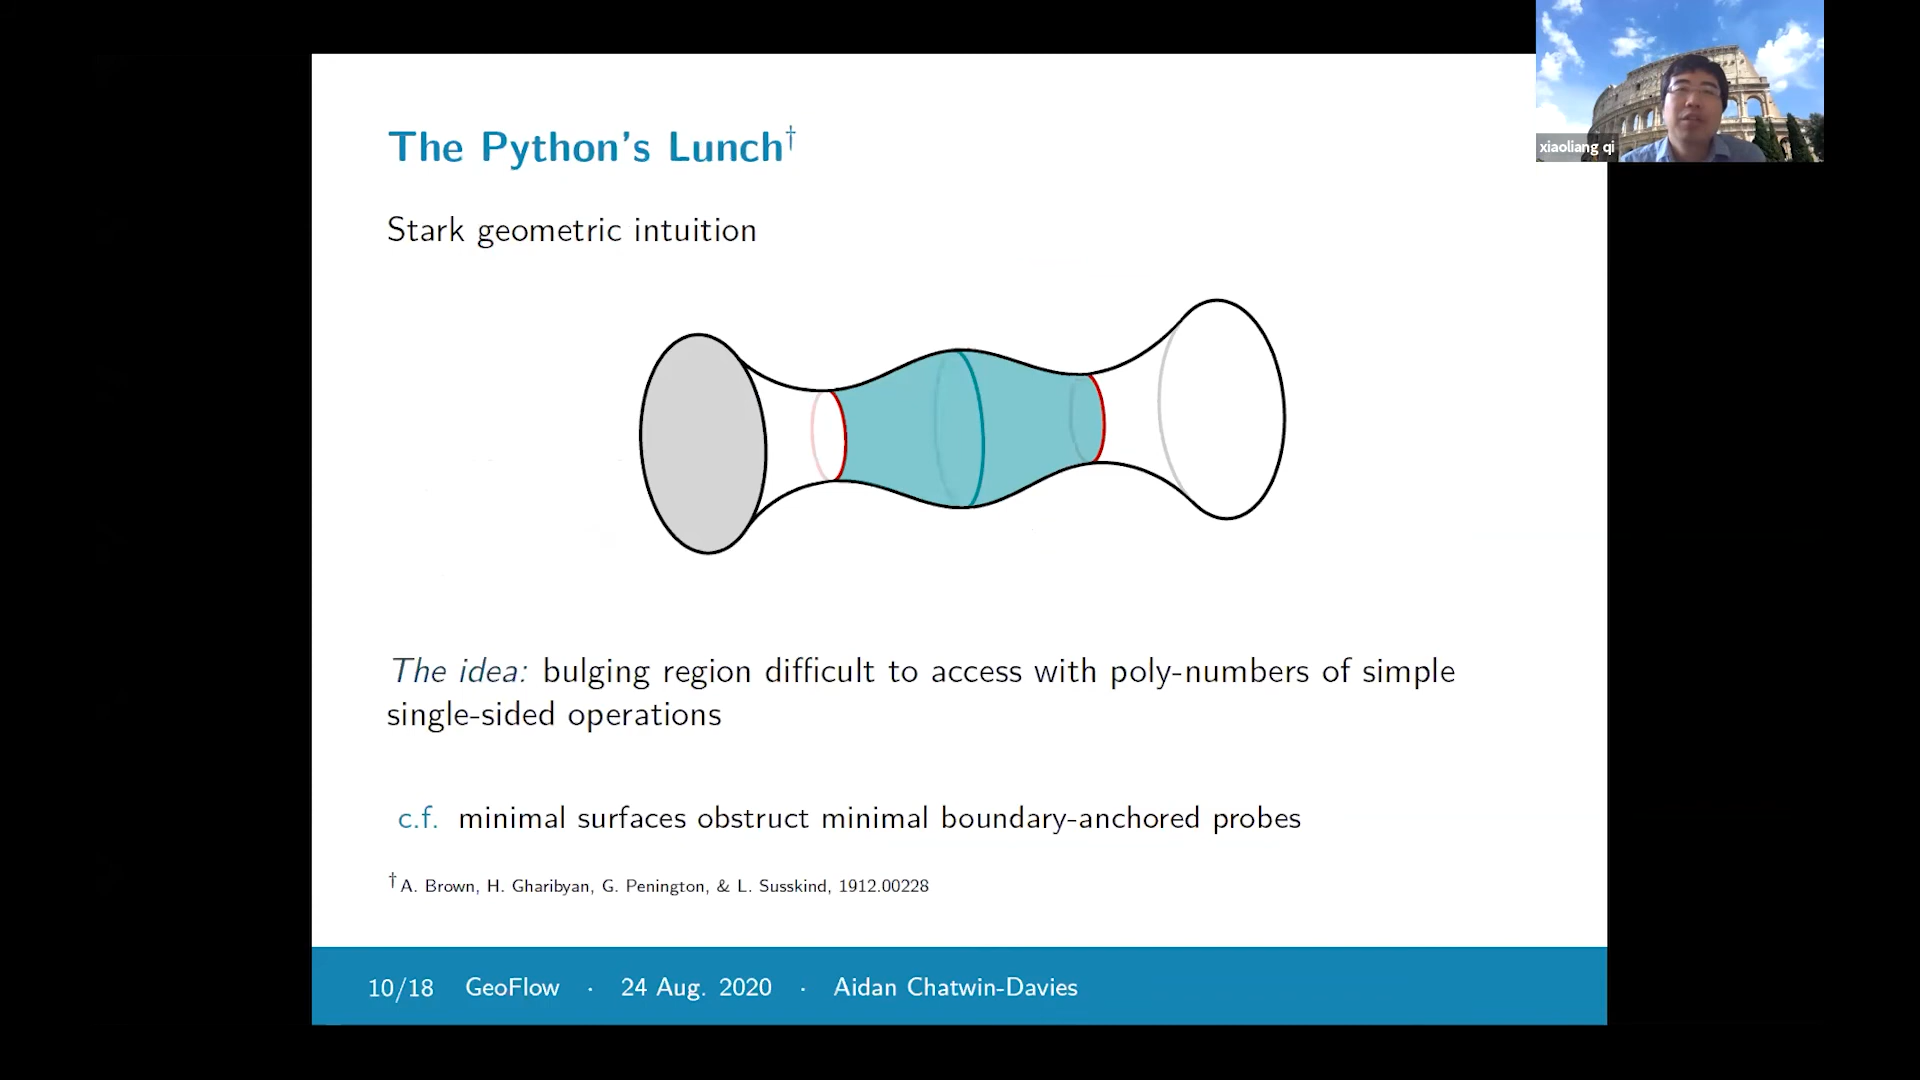 The Python's Lunch†
xiaoliang qi
Stark geometric intuition
The idea: bulging region difficult to access with poly-numbers of simple
single-sided operations
c.f. minimal surfaces obstruct minimal boundary-anchored probes
†A. Brown, H. Gharibyan, G. Penington, & L. Susskind, 1912.00228
10/18 GeoFlow · 24 Aug. 2020 · Aidan Chatwin-Davies